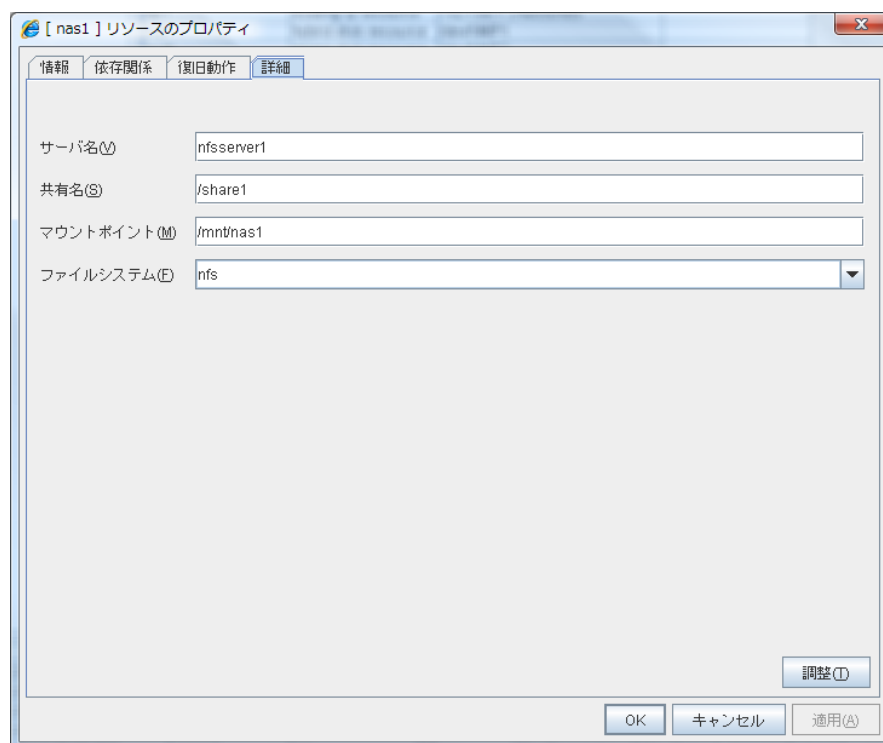 [ nas1 ] リソースのプロパティ
情報 依存関係 復旧動作 詳細
サーバ名(V) nfsserver1
共有名(S) /share1
マウントポイント(M) /mnt/nas1
ファイルシステム(F) nfs
調整(T)
OK キャンセル 適用(A)